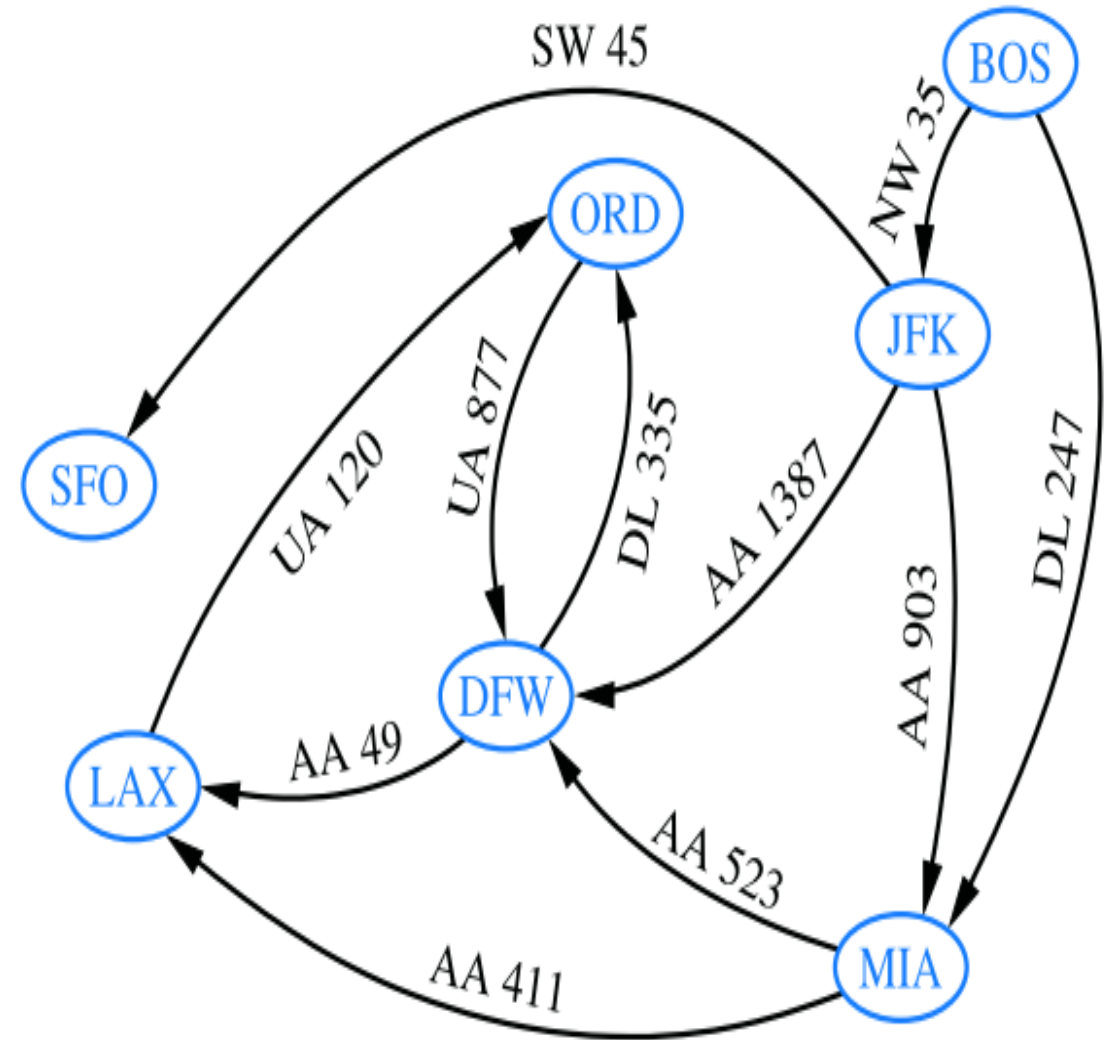 SW 45
BOS
NW 35
ORD
JFK
UA 877
DL 335
SFO
UA 120
AA 1387
DL 247
AA 903
DFW
AA 49
LAX
AA 523
MIA
AA 411